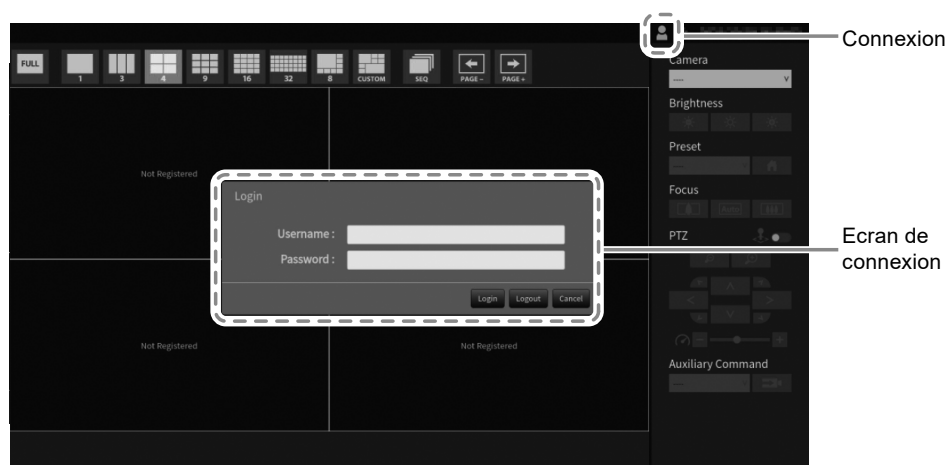 Connexion
FULL
1
3
4
9
16
32
8
CUSTOM
SEQ
PAGE –
PAGE +
Camera
---- v
Brightness
Preset
Focus
PTZ
Auxiliary Command
Not Registered
Login
Username :
Password :
Login Logout Cancel
Not Registered
Not Registered
Ecran de
connexion